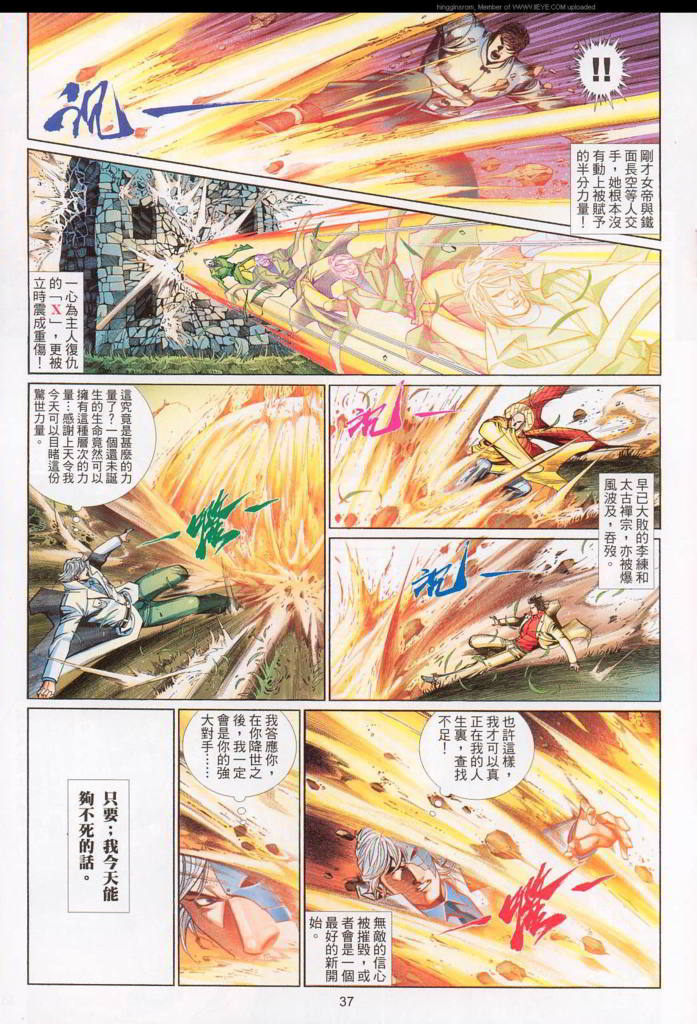 hingginsrom, Member of WWW.IEYE.COM uploaded
!!
剛才女帝與鐵
面長空等人交
手，她根本沒
有動上被賦予
的半分力量！
一心為主人復仇
的「X」，更被
立時震成重傷！
早已大敗的李練和
太古禪宗，亦被爆
風波及，吞歿。
這究竟是甚麼的力
量了？一個還未誕
生的生命竟然可以
擁有這種層次的力
量…感謝上天令我
今天可以目睹這份
驚世力量。
也許這樣，
我才可以真
正在我的人
生裏，查找
不足！
無敵的信心
被摧毀，或
者會是一個
最好的新開
始。
我答應你，
在你降世之
後，我一定
會是你的強
大對手……
只要；我今天能
夠不死的話。
37